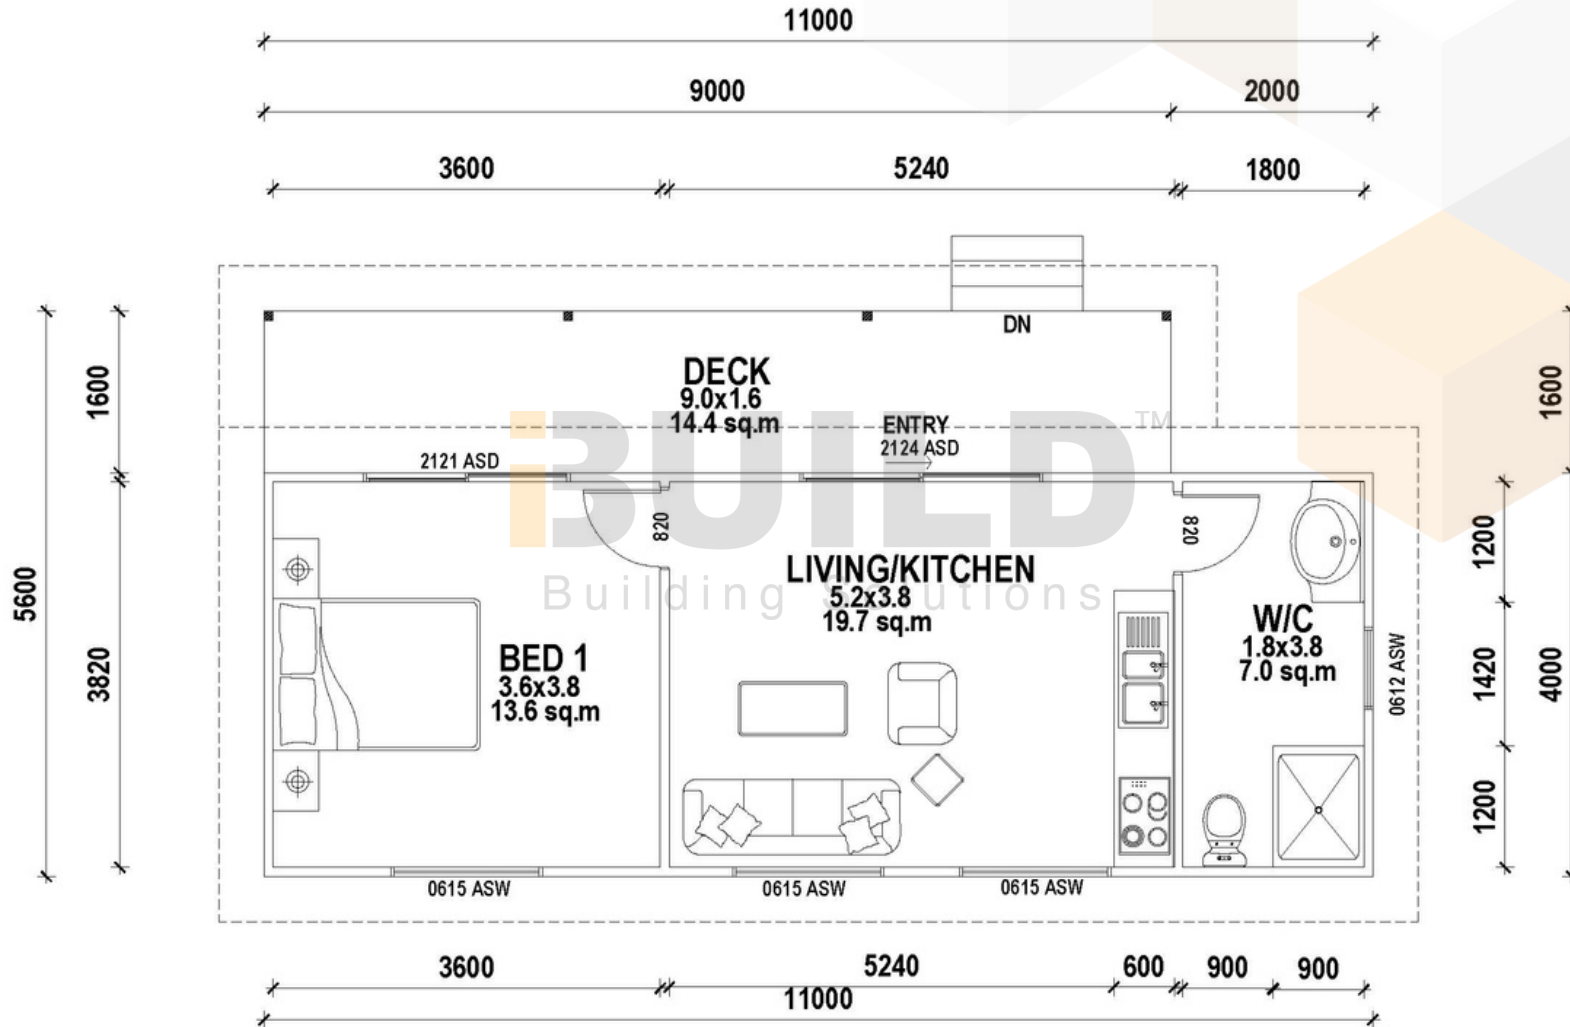 11000
9000
2000
3600
5240
1800
DN
DECK
9.0x1.6
14.4 sq.m
1600
1600
iBUILD™
Building Solutions
ENTRY
2124 ASD
2121 ASD
820
820
5600
3820
LIVING/KITCHEN
5.2x3.8
19.7 sq.m
BED 1
3.6x3.8
13.6 sq.m
W/C
1.8x3.8
7.0 sq.m
0612 ASW
1200
1420
4000
1200
0615 ASW
0615 ASW
0615 ASW
3600
5240
600
900
900
11000